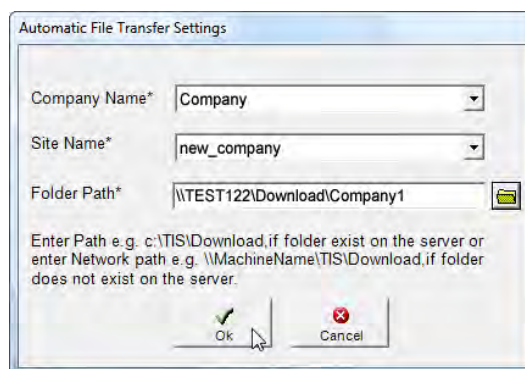 Automatic File Transfer Settings
Company Name* Company
Site Name* new_company
Folder Path* \\TEST122\Download\Company1
Enter Path e.g. c:\TIS\Download,if folder exist on the server or
enter Network path e.g. \\MachineName\TIS\Download,if folder
does not exist on the server.
Ok Cancel